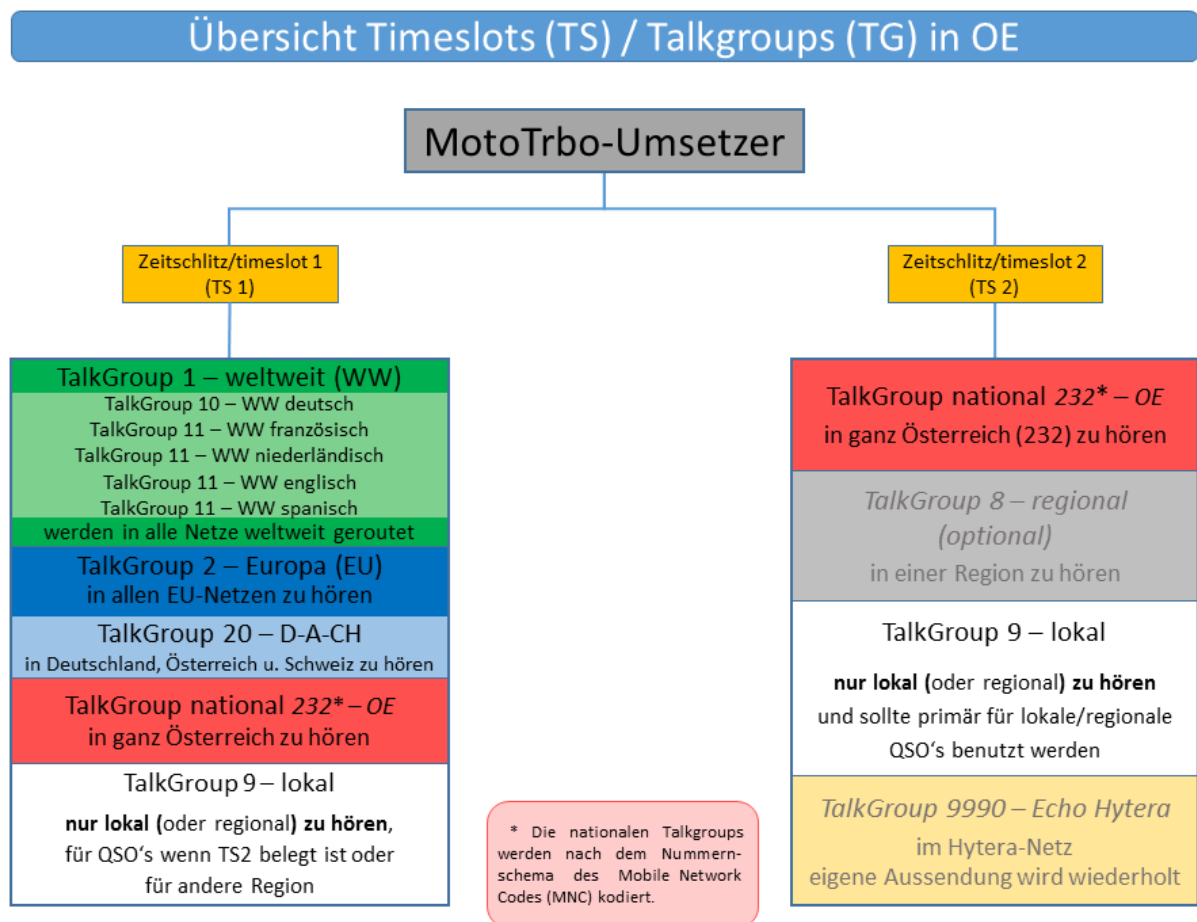 Übersicht Timeslots (TS) / Talkgroups (TG) in OE
MotoTrbo-Umsetzer
Zeitschlitz/timeslot 1
(TS 1)
Zeitschlitz/timeslot 2
(TS 2)
TalkGroup 1 – weltweit (WW)
TalkGroup 10 – WW deutsch
TalkGroup 11 – WW französisch
TalkGroup 11 – WW niederländisch
TalkGroup 11 – WW englisch
TalkGroup 11 – WW spanisch
werden in alle Netze weltweit geroutet
TalkGroup 2 – Europa (EU)
in allen EU-Netzen zu hören
TalkGroup 20 – D-A-CH
in Deutschland, Österreich u. Schweiz zu hören
TalkGroup national 232* – OE
in ganz Österreich zu hören
TalkGroup 9 – lokal
nur lokal (oder regional) zu hören,
für QSO‘s wenn TS2 belegt ist oder
für andere Region
TalkGroup national 232* – OE
in ganz Österreich (232) zu hören
TalkGroup 8 – regional
(optional)
in einer Region zu hören
TalkGroup 9 – lokal
nur lokal (oder regional) zu hören
und sollte primär für lokale/regionale
QSO‘s benutzt werden
TalkGroup 9990 – Echo Hytera
im Hytera-Netz
eigene Aussendung wird wiederholt
* Die nationalen Talkgroups
werden nach dem Nummern-
schema des Mobile Network
Codes (MNC) kodiert.